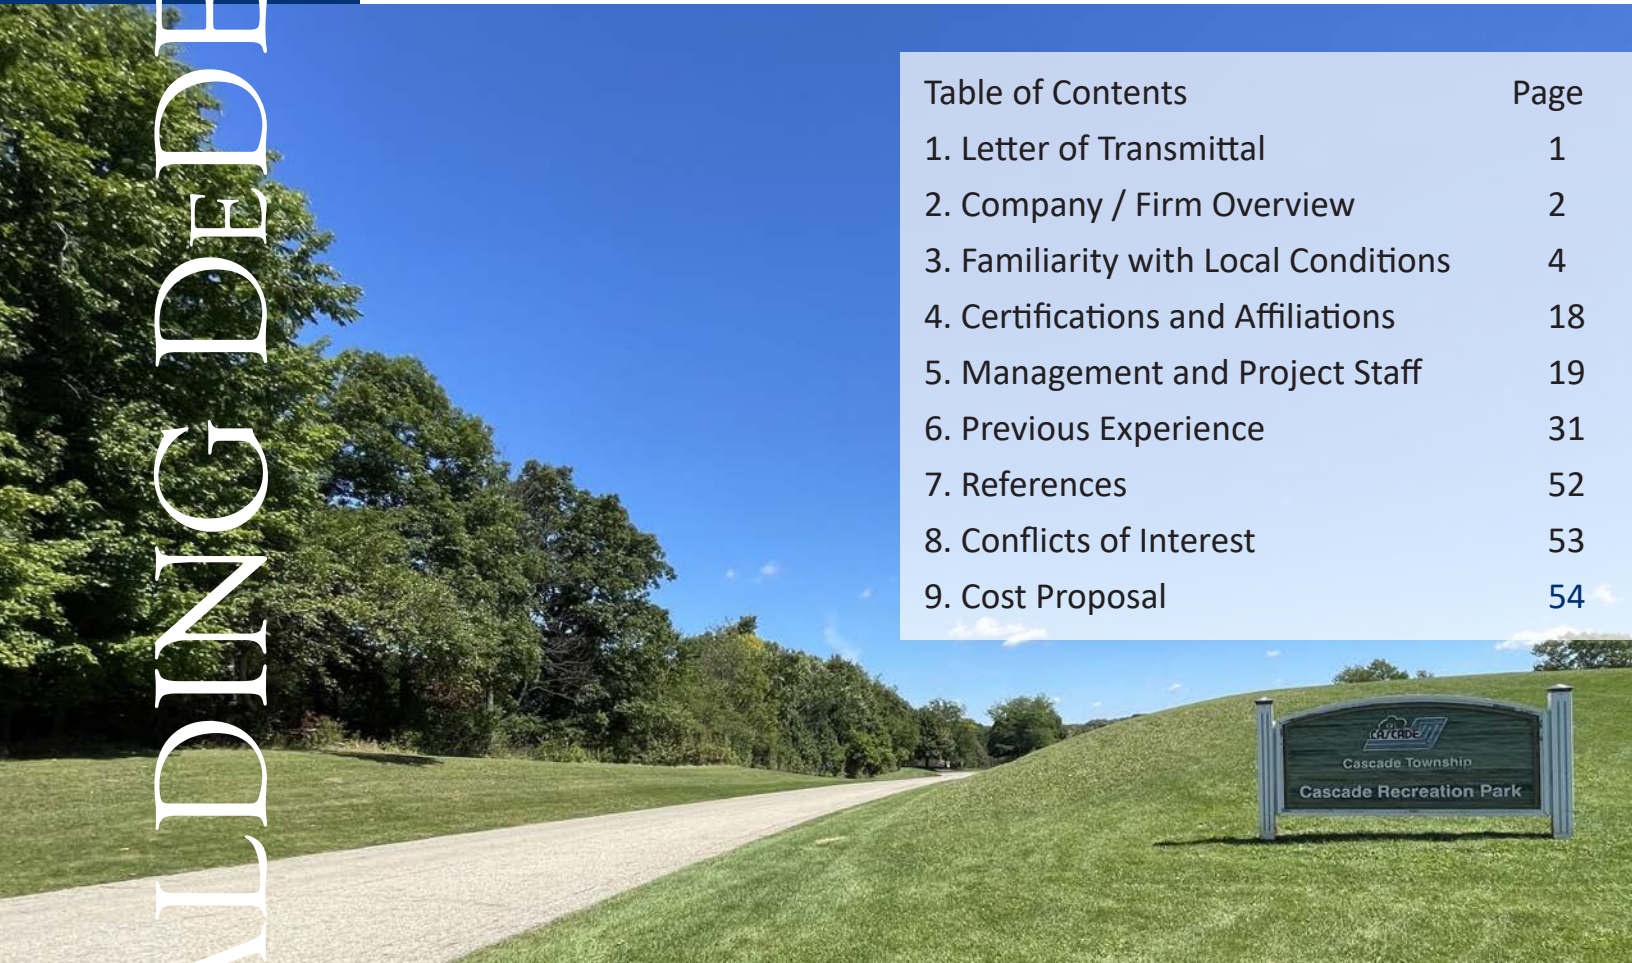 Table of Contents Page
1. Letter of Transmittal 1
2. Company / Firm Overview 2
3. Familiarity with Local Conditions 4
4. Certifications and Affiliations 18
5. Management and Project Staff 19
6. Previous Experience 31
7. References 52
8. Conflicts of Interest 53
9. Cost Proposal 54
CASCADE
Cascade Township
Cascade Recreation Park
ALDING DEDE